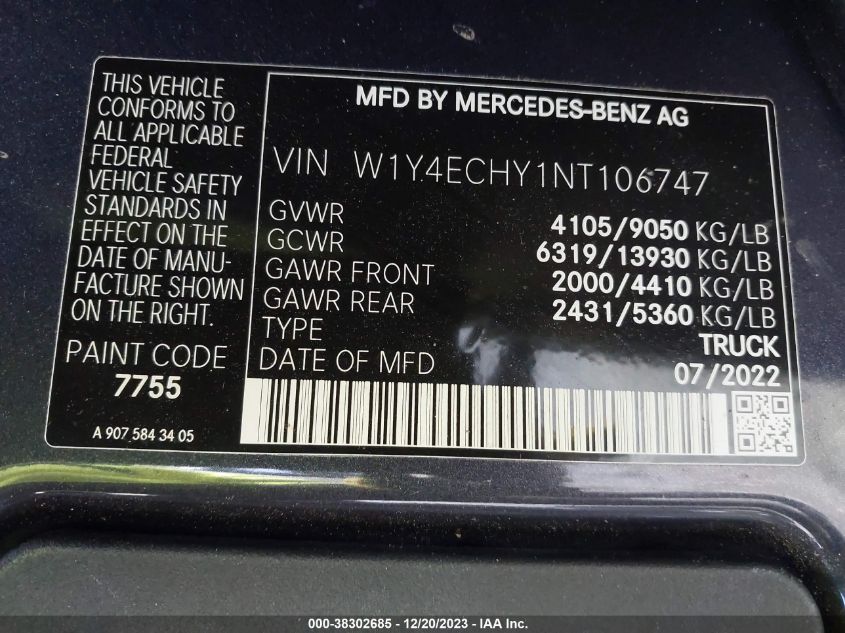 THIS VEHICLE
CONFORMS TO
ALL APPLICABLE
FEDERAL
VEHICLE SAFETY
STANDARDS IN
EFFECT ON THE
DATE OF MANU-
FACTURE SHOWN
ON THE RIGHT.
PAINT CODE
7755
A 907 584 34 05
MFD BY MERCEDES-BENZ AG
VIN W1Y4ECHY1NT106747
GVWR 4105/9050 KG/LB
GCWR 6319/13930 KG/LB
GAWR FRONT 2000/4410 KG/LB
GAWR REAR 2431/5360 KG/LB
TYPE TRUCK
DATE OF MFD 07/2022
000-38302685 - 12/20/2023 - IAA Inc.